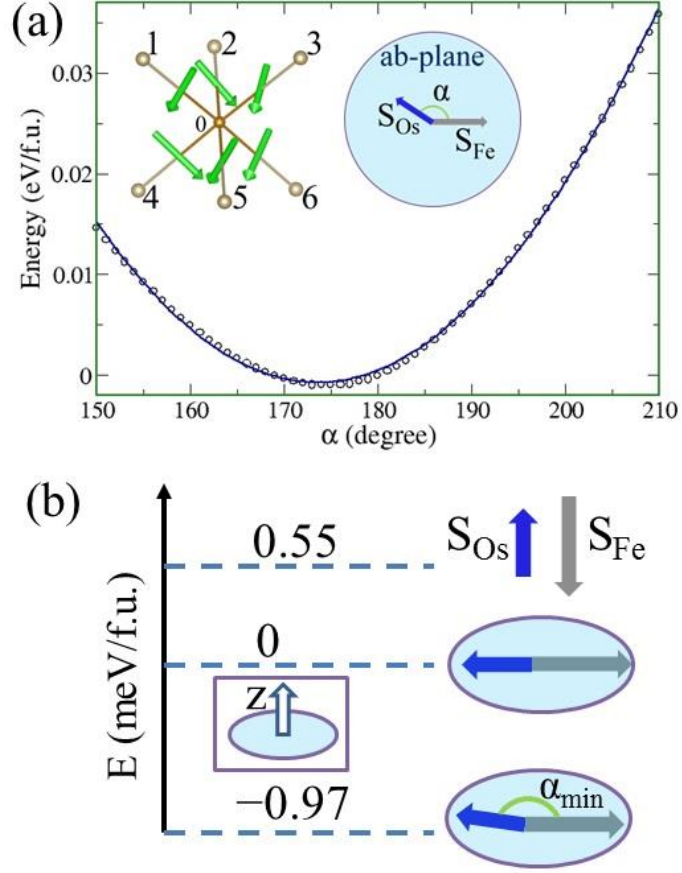 (a)
0.03
0.02
0.01
0
Energy (eV/f.u.)
1 2 3
0
4 5 6
ab-plane
S_Os α S_Fe
150 160 170 180 190 200 210
α (degree)
(b)
E (meV/f.u.)
0.55
S_Os S_Fe
0
z
−0.97
α_min